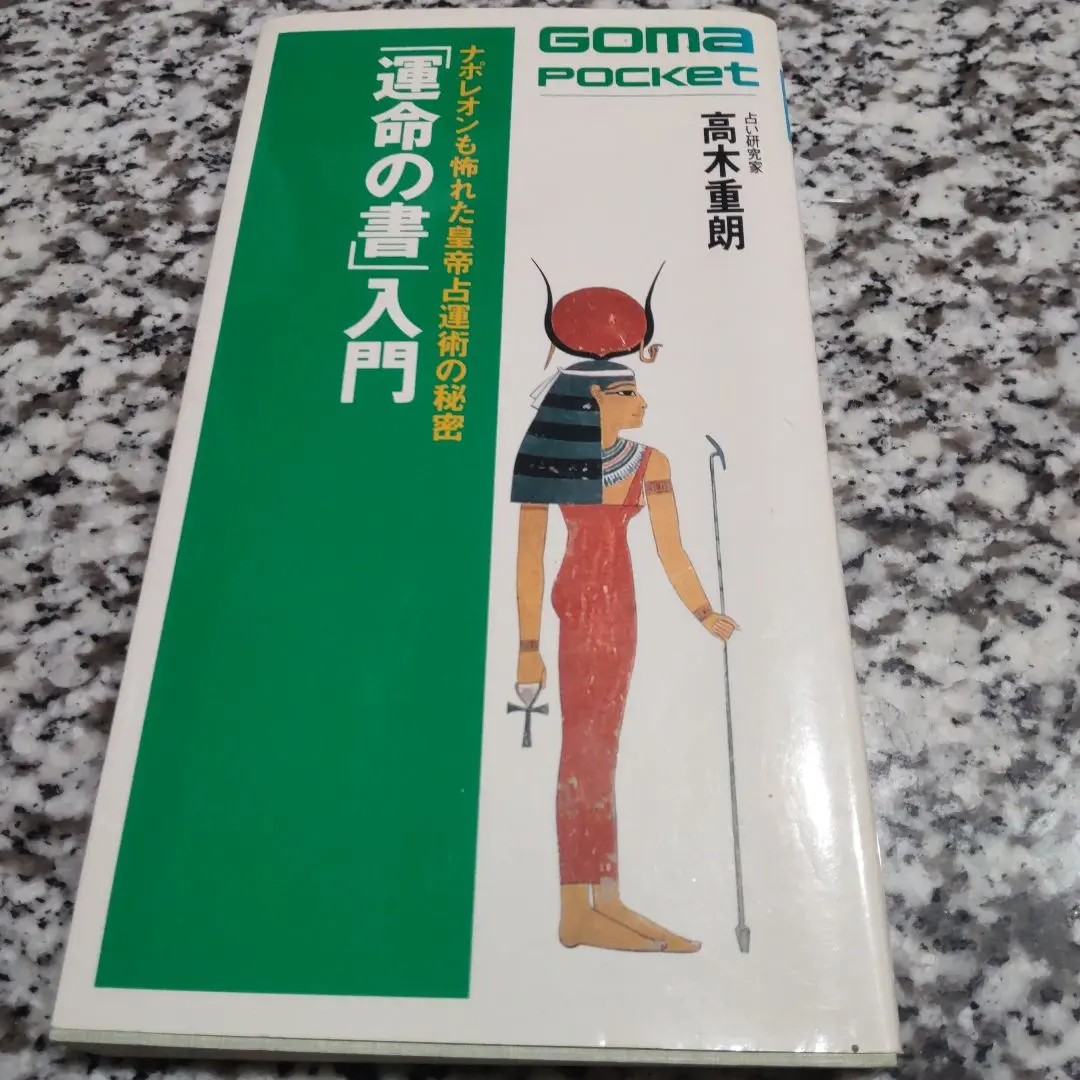 GOMA
POCKet
占い研究家
高木重朗
ナポレオンも怖れた皇帝占運術の秘密
「運命の書」入門